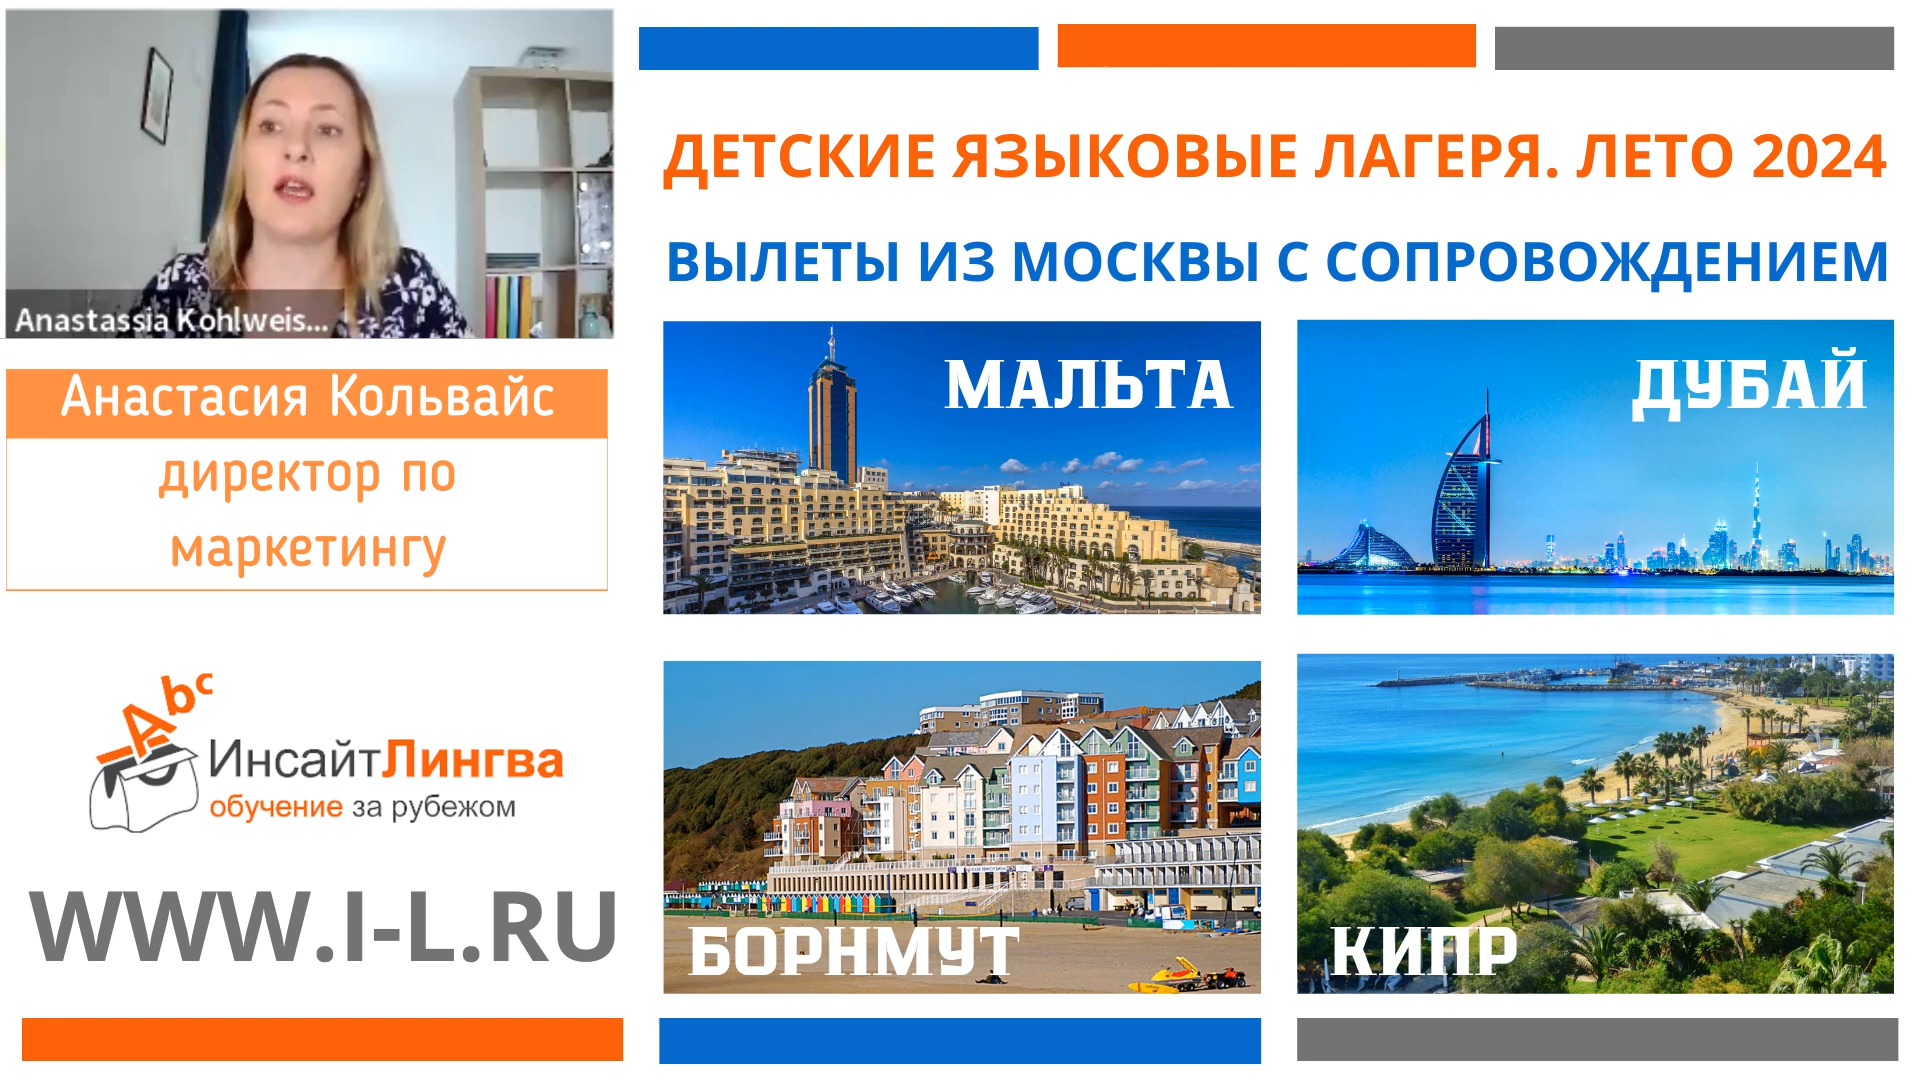 Anastassia Kohlweis...
Анастасия Кольвайс
директор по
маркетингу
Abc
ИнсайтЛингва
обучение за рубежом
WWW.I-L.RU
ДЕТСКИЕ ЯЗЫКОВЫЕ ЛАГЕРЯ. ЛЕТО 2024
ВЫЛЕТЫ ИЗ МОСКВЫ С СОПРОВОЖДЕНИЕМ
МАЛЬТА
ДУБАЙ
БОРНМУТ
КИПР